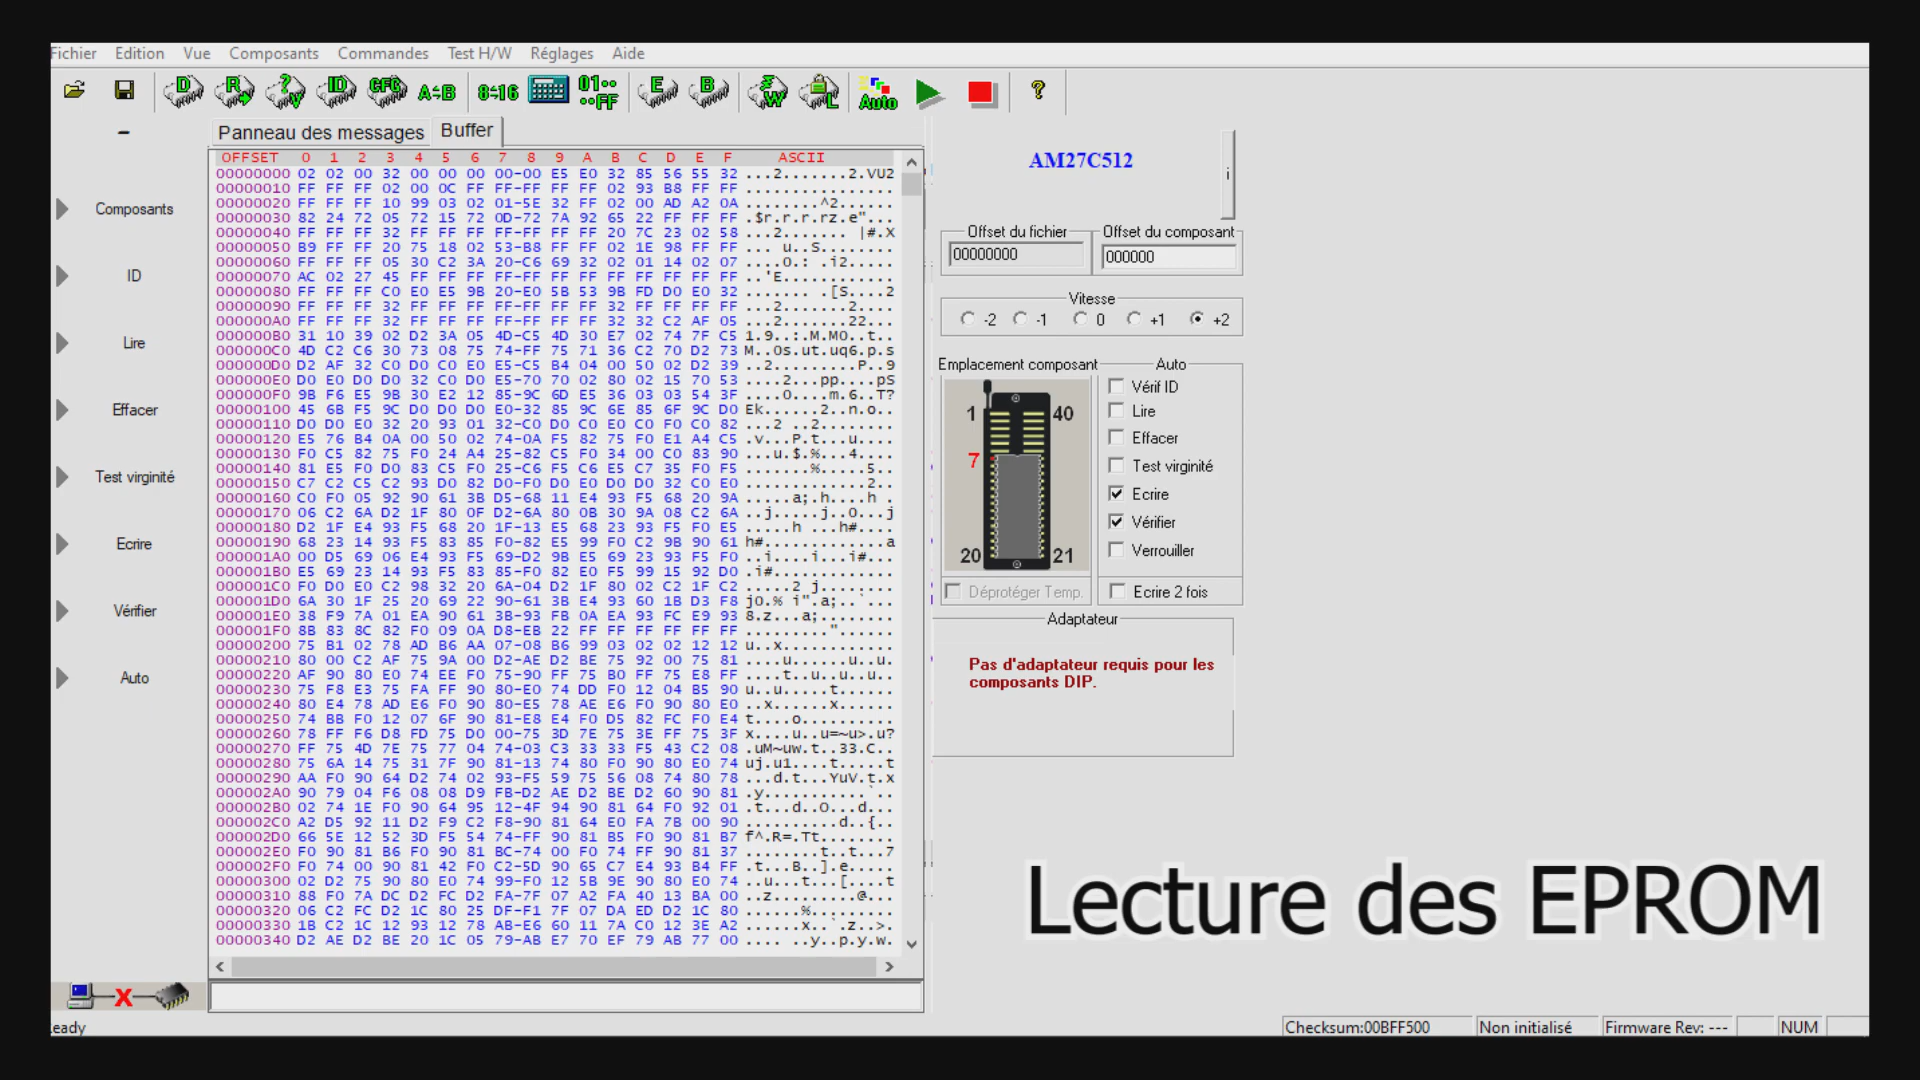 Fichier Edition Vue Composants Commandes Test H/W Réglages Aide
D R ? V ID CFG A÷B 8÷16 01•• ••FF E B W L Auto ?
Panneau des messages Buffer
OFFSET 0 1 2 3 4 5 6 7 8 9 A B C D E F ASCII
00000000 02 02 00 32 00 00 00 00-00 E5 E0 32 85 56 55 32 ...2.......2.VU2
00000010 FF FF FF 02 00 0C FF FF-FF FF FF 02 93 B8 FF FF ................
00000020 FF FF FF 10 99 03 02 01-5E 32 FF 02 00 AD A2 0A ........^2......
00000030 82 24 72 05 72 15 72 0D-72 7A 92 65 22 FF FF FF .$r.r.r.rz.e"...
00000040 FF FF FF 32 FF FF FF FF-FF FF FF 20 7C 23 02 58 ...2....... |#.X
00000050 B9 FF FF 20 75 18 02 53-B8 FF FF 02 1E 98 FF FF ... u..S........
00000060 FF FF FF 05 30 C2 3A 20-C6 69 32 02 01 14 02 07 ....0.: .i2.....
00000070 AC 02 27 45 FF FF FF FF-FF FF FF FF FF FF FF FF ..'E............
00000080 FF FF FF C0 E0 E5 9B 20-E0 5B 53 9B FD D0 E0 32 ....... .[S....2
00000090 FF FF FF 32 FF FF FF FF-FF FF FF 32 FF FF FF FF ...2.......2....
000000A0 FF FF FF 32 FF FF FF FF-FF FF FF 32 32 C2 AF 05 ...2.......22...
000000B0 31 10 39 02 D2 3A 05 4D-C5 4D 30 E7 02 74 7F C5 1.9..:.M.M0..t..
000000C0 4D C2 C6 30 73 08 75 74-FF 75 71 36 C2 70 D2 73 M..0s.ut.uq6.p.s
000000D0 D2 AF 32 C0 D0 C0 E0 E5-C5 B4 04 00 50 02 D2 39 ..2.........P..9
000000E0 D0 E0 D0 D0 32 C0 D0 E5-70 70 02 80 02 15 70 53 ....2...pp....pS
000000F0 9B F6 E5 9B 30 E2 12 85-9C 6D E5 36 03 03 54 3F ....0....m.6..T?
00000100 45 6B F5 9C D0 D0 E0-32 85 9C 6E 85 6F 9C D0 Ek.......2..n.o..
00000110 D0 D0 E0 32 20 93 01 32-C0 D0 C0 E0 C0 F0 C0 82 ...2 ..2........
00000120 E5 76 B4 0A 00 50 02 74-0A F5 82 75 F0 E1 A4 C5 .v...P.t...u....
00000130 F0 C5 82 75 F0 24 A4 25-82 C5 F0 34 00 C0 83 90 ...u.$.%...4....
00000140 81 E5 F0 D0 83 C5 F0 25-C6 F5 C6 E5 C7 35 F0 F5 .......%.....5..
00000150 C7 C2 C5 C2 93 D0 82 D0-F0 D0 E0 D0 D0 32 C0 E0 .............2..
00000160 C0 F0 05 92 90 61 3B D5-68 11 E4 93 F5 68 20 9A .....a;.h....h .
00000170 06 C2 6A D2 1F 80 0F D2-6A 80 0B 30 9A 08 C2 6A ..j.....j..0...j
00000180 D2 1F E4 93 F5 68 20 1F-13 E5 68 23 93 F5 F0 E5 .....h ...h#....
00000190 68 23 14 93 F5 83 85 F0-82 E5 99 F0 C2 9B 90 61 h#.............a
000001A0 00 D5 69 06 E4 93 F5 69-D2 9B E5 69 23 93 F5 F0 ..i....i...i#...
000001B0 E5 69 23 14 93 F5 83 85-F0 82 E0 F5 99 15 92 D0 .i#.............
000001C0 F0 D0 E0 C2 98 32 20 6A-04 D2 1F 80 02 C2 1F C2 .....2 j........
000001D0 6A 30 1F 25 20 69 22 90-61 3B E4 93 60 1B D3 F8 j0.% i".a;..`...
000001E0 38 F9 7A 01 EA 90 61 3B-93 FB 0A EA 93 FC E9 93 8.z...a;........
000001F0 8B 83 8C 82 F0 09 0A D8-EB 22 FF FF FF FF FF FF ........."......
00000200 75 B1 02 78 AD B6 AA 07-08 B6 99 03 02 02 12 12 u..x............
00000210 80 00 C2 AF 75 9A 00 D2-AE D2 BE 75 92 00 75 81 ....u......u..u.
00000220 AF 90 80 E0 74 EE F0 75-90 FF 75 B0 FF 75 E8 FF ....t..u..u..u..
00000230 75 F8 E3 75 FA FF 90 80-E0 74 DD F0 12 04 B5 90 u..u.....t......
00000240 80 E4 78 AD E6 F0 90 80-E5 78 AE E6 F0 90 80 E0 ..x......x......
00000250 74 BB F0 12 07 6F 90 81-E8 E4 F0 D5 82 FC F0 E4 t....o..........
00000260 78 FF F6 D8 FD 75 D0 00-75 3D 7E 75 3E FF 75 3F x....u..u=~u>.u?
00000270 FF 75 4D 7E 75 77 04 74-03 C3 33 33 F5 43 C2 08 .uM~uw.t..33.C..
00000280 75 6A 14 75 31 7F 90 81-13 74 80 F0 90 80 E0 74 uj.u1....t.....t
00000290 AA F0 90 64 D2 74 02 93-F5 59 75 56 08 74 80 78 ...d.t...YuV.t.x
000002A0 90 79 04 F6 08 08 D9 FB-D2 AE D2 BE D2 60 90 81 .y...........`..
000002B0 02 74 1E F0 90 64 95 12-4F 94 90 81 64 F0 92 01 .t...d..O...d...
000002C0 A2 D5 92 11 D2 F9 C2 F8-90 81 64 E0 FA 7B 00 90 ..........d..{..
000002D0 66 5E 12 52 3D F5 54 74-FF 90 81 B5 F0 90 81 B7 f^.R=.Tt........
000002E0 F0 90 81 B6 F0 90 81 BC-74 00 F0 74 FF 90 81 37 ........t..t...7
000002F0 F0 74 00 90 81 42 F0 C2-5D 90 65 C7 E4 93 B4 FF .t...B..].e.....
00000300 02 D2 75 90 80 E0 74 99-F0 12 5B 9E 90 80 E0 74 ..u...t...[....t
00000310 88 F0 7A DC D2 FC D2 FA-7F 07 A2 FA 40 13 BA 00 ..z.........@...
00000320 06 C2 FC D2 1C 80 25 DF-F1 7F 07 DA ED D2 1C 80 ......%.........
00000330 1B C2 1C 12 93 12 78 AB-E6 60 11 7A C0 12 3E A2 ......x..`.z..>.
00000340 D2 AE D2 BE 20 1C 05 79-AB E7 70 EF 79 AB 77 00 .... ..y..p.y.w.
Composants
ID
Lire
Effacer
Test virginité
Ecrire
Vérifier
Auto
AM27C512
i
Offset du fichier Offset du composant
00000000 000000
Vitesse
-2 -1 0 +1 +2
Emplacement composant Auto
1 40
7
20 21
Vérif ID
Lire
Effacer
Test virginité
Ecrire
Vérifier
Verrouiller
Déprotéger Temp. Ecrire 2 fois
Adaptateur
Pas d'adaptateur requis pour les
composants DIP.
Lecture des EPROM
eady Checksum:00BFF500 Non initialisé Firmware Rev: --- NUM